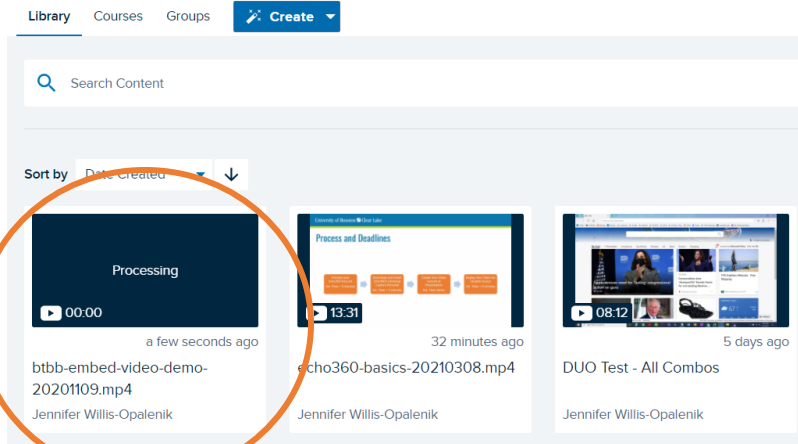 Library Courses Groups Create
Search Content
Sort by Date Created
University of Houston Clear Lake
Process and Deadlines
Processing
00:00 13:31 08:12
a few seconds ago 32 minutes ago 5 days ago
btbb-embed-video-demo- echo360-basics-20210308.mp4 DUO Test - All Combos
20201109.mp4
Jennifer Willis-Opalenik Jennifer Willis-Opalenik Jennifer Willis-Opalenik